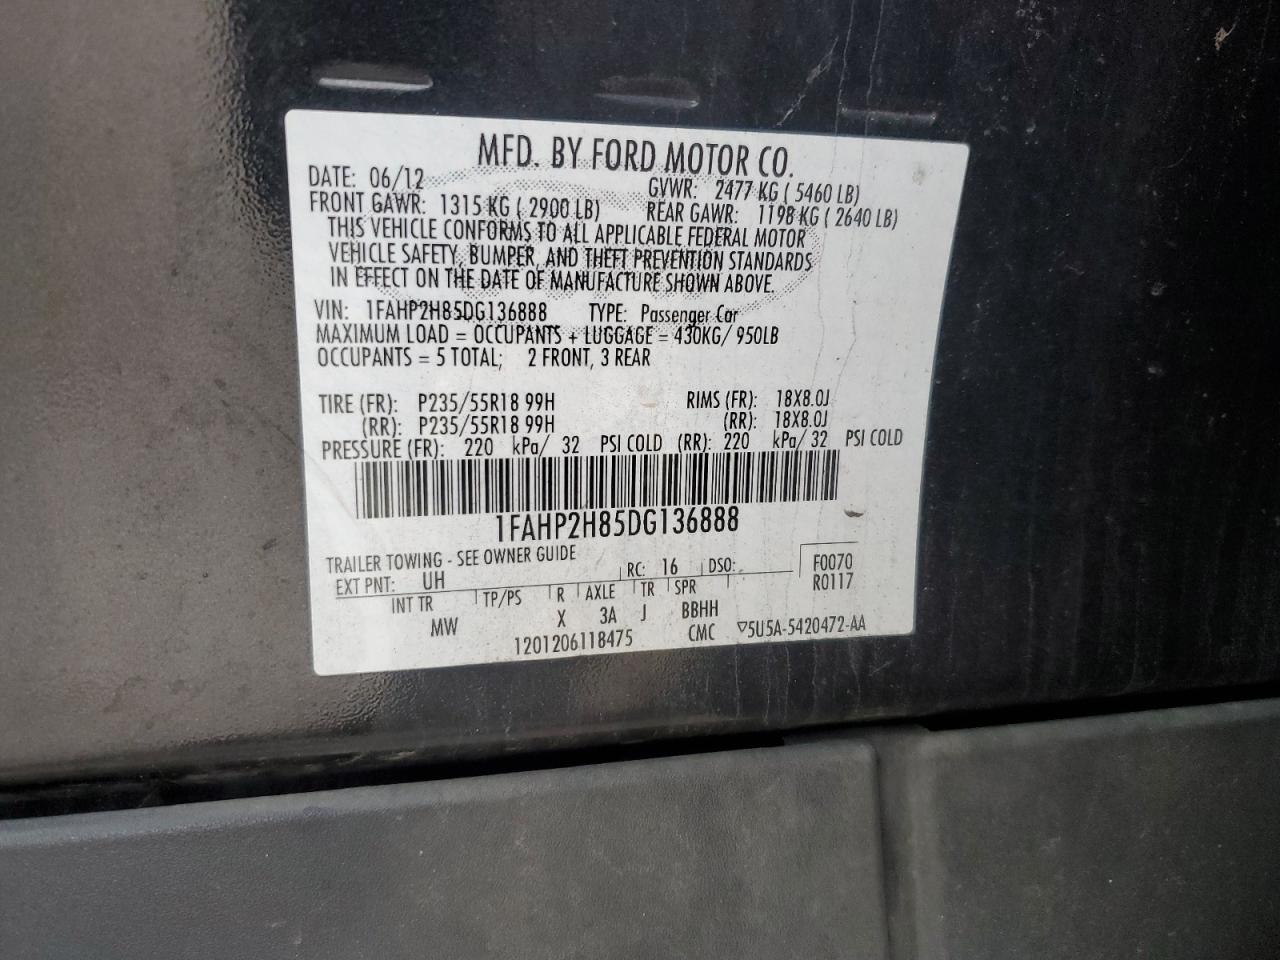 MFD. BY FORD MOTOR CO.
DATE: 06/12 GVWR: 2477 KG ( 5460 LB)
FRONT GAWR: 1315 KG ( 2900 LB) REAR GAWR: 1198 KG ( 2640 LB)
THIS VEHICLE CONFORMS TO ALL APPLICABLE FEDERAL MOTOR
VEHICLE SAFETY, BUMPER, AND THEFT PREVENTION STANDARDS
IN EFFECT ON THE DATE OF MANUFACTURE SHOWN ABOVE.
VIN: 1FAHP2H85DG136888 TYPE: Passenger Car
MAXIMUM LOAD = OCCUPANTS + LUGGAGE = 430KG/ 950LB
OCCUPANTS = 5 TOTAL; 2 FRONT, 3 REAR
TIRE (FR): P235/55R18 99H RIMS (FR): 18X8.0J
(RR): P235/55R18 99H (RR): 18X8.0J
PRESSURE (FR): 220 kPa/ 32 PSI COLD (RR): 220 kPa/ 32 PSI COLD
1FAHP2H85DG136888
TRAILER TOWING - SEE OWNER GUIDE
EXT PNT: UH RC: 16 DSO: F0070
R0117
INT TR TP/PS R AXLE TR SPR
MW X 3A J BBHH
1201206118475 CMC ▽5U5A-5420472-AA